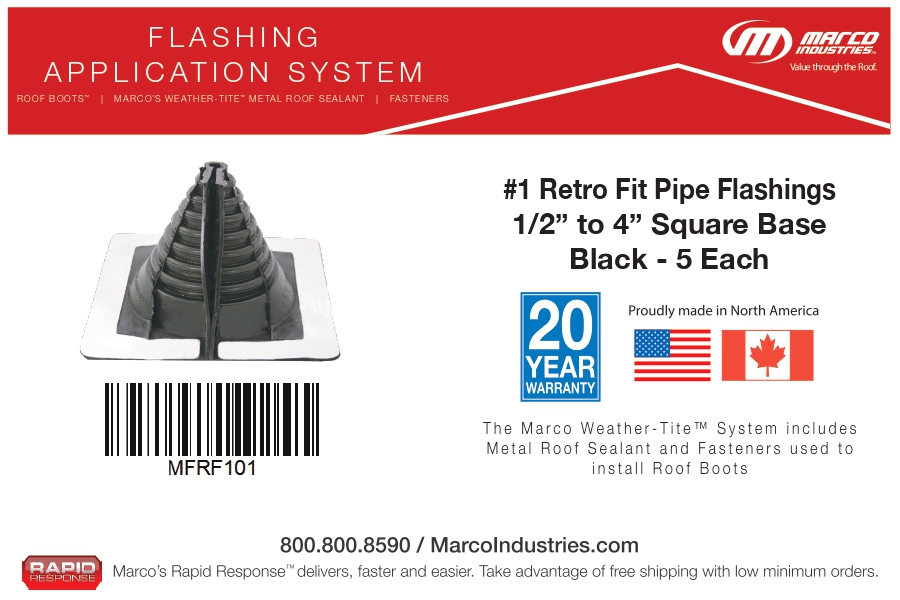 FLASHING
APPLICATION SYSTEM
ROOF BOOTS™ | MARCO'S WEATHER-TITE™ METAL ROOF SEALANT | FASTENERS
MARCO
INDUSTRIES™
Value through the Roof.
#1 Retro Fit Pipe Flashings
1/2” to 4” Square Base
Black - 5 Each
20
YEAR
WARRANTY
Proudly made in North America
MFRF101
The Marco Weather-Tite™ System includes
Metal Roof Sealant and Fasteners used to
install Roof Boots
800.800.8590 / MarcoIndustries.com
RAPID
RESPONSE
Marco's Rapid Response™ delivers, faster and easier. Take advantage of free shipping with low minimum orders.